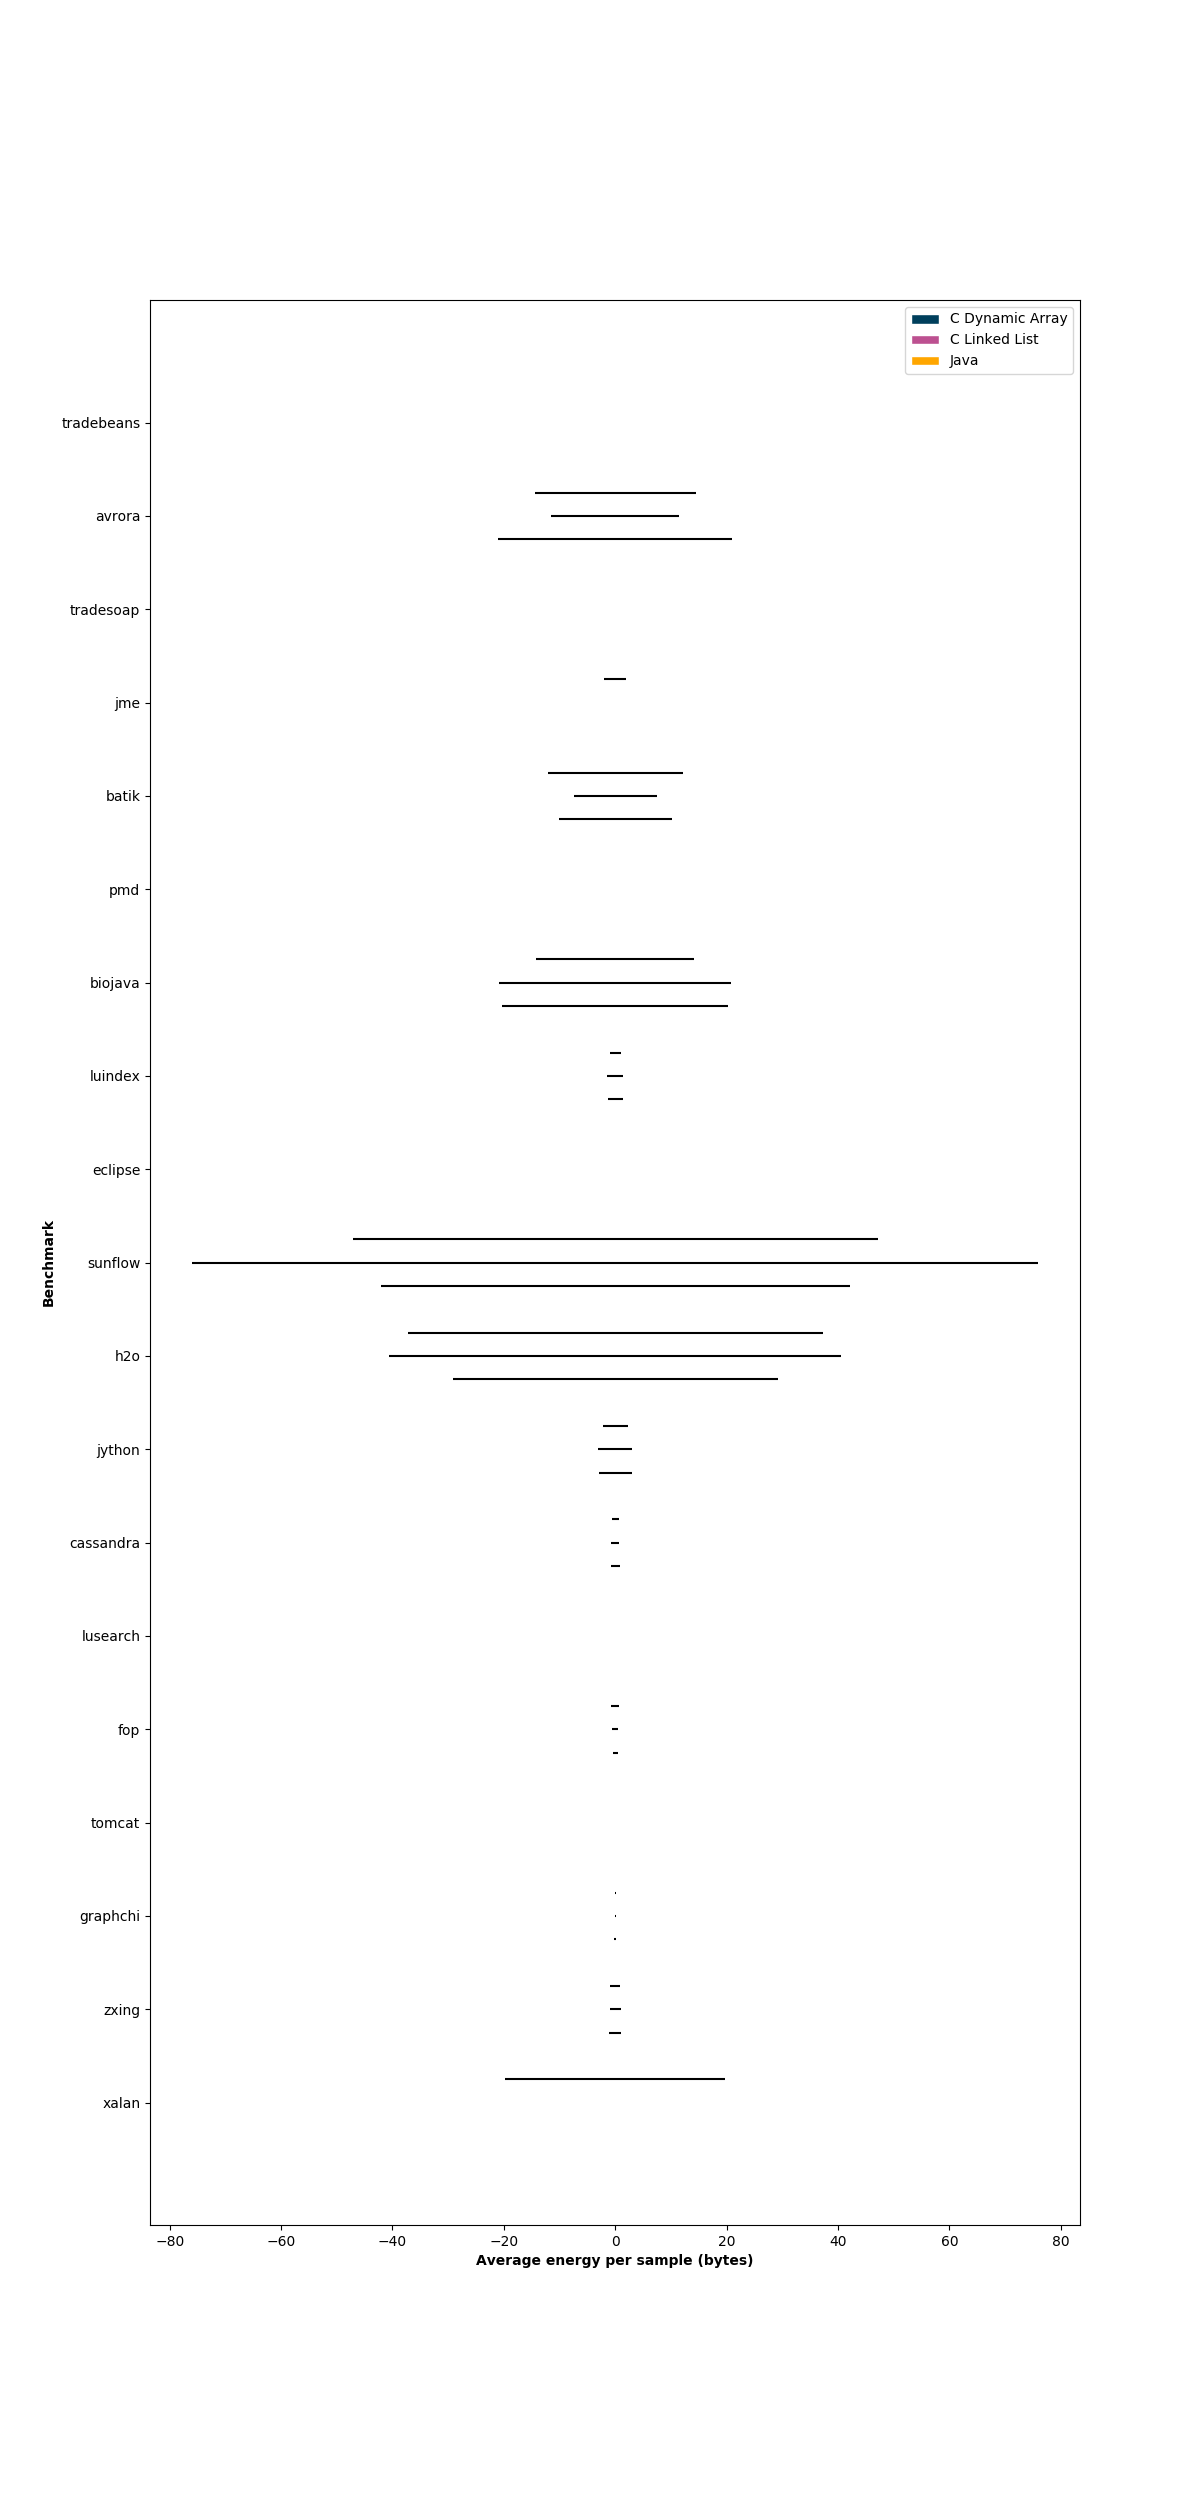 C Dynamic Array
C Linked List
Java
tradebeans
avrora
tradesoap
jme
batik
pmd
biojava
luindex
eclipse
sunflow
h2o
jython
cassandra
lusearch
fop
tomcat
graphchi
zxing
xalan
Benchmark
−80 −60 −40 −20 0 20 40 60 80
Average energy per sample (bytes)